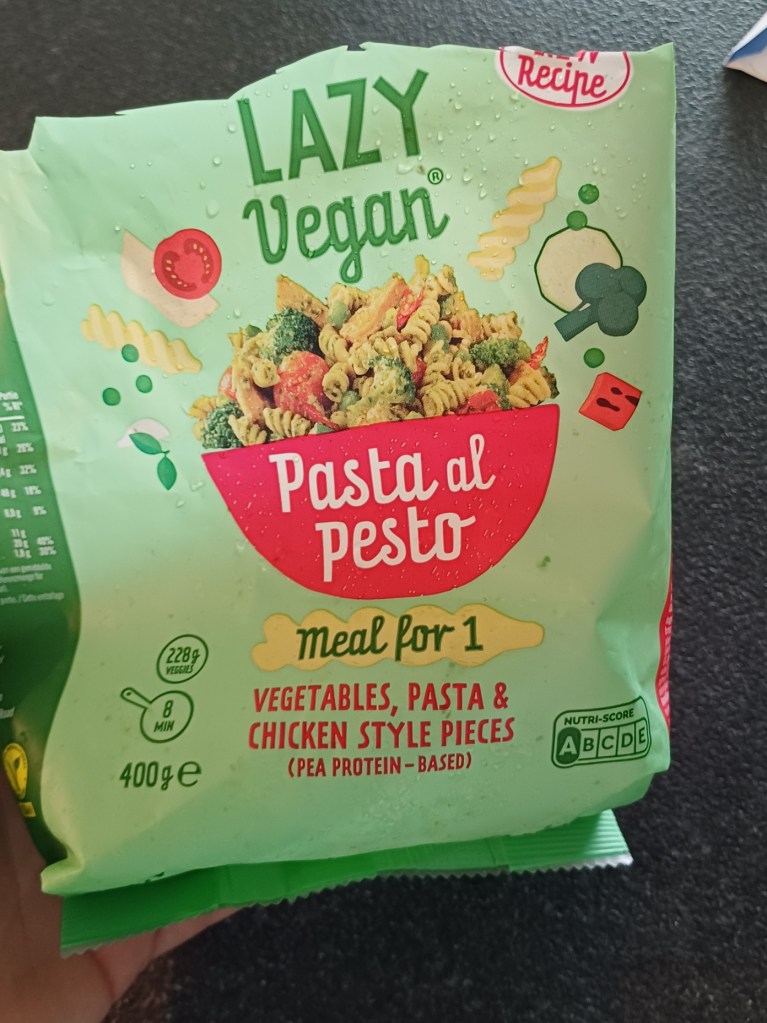 Recipe
LAZY
Vegan®
Pasta al
pesto
meal for 1
228g
VEGGIES
8
MIN
VEGETABLES, PASTA &
CHICKEN STYLE PIECES
(PEA PROTEIN-BASED)
400g e
NUTRI-SCORE
A B C D E